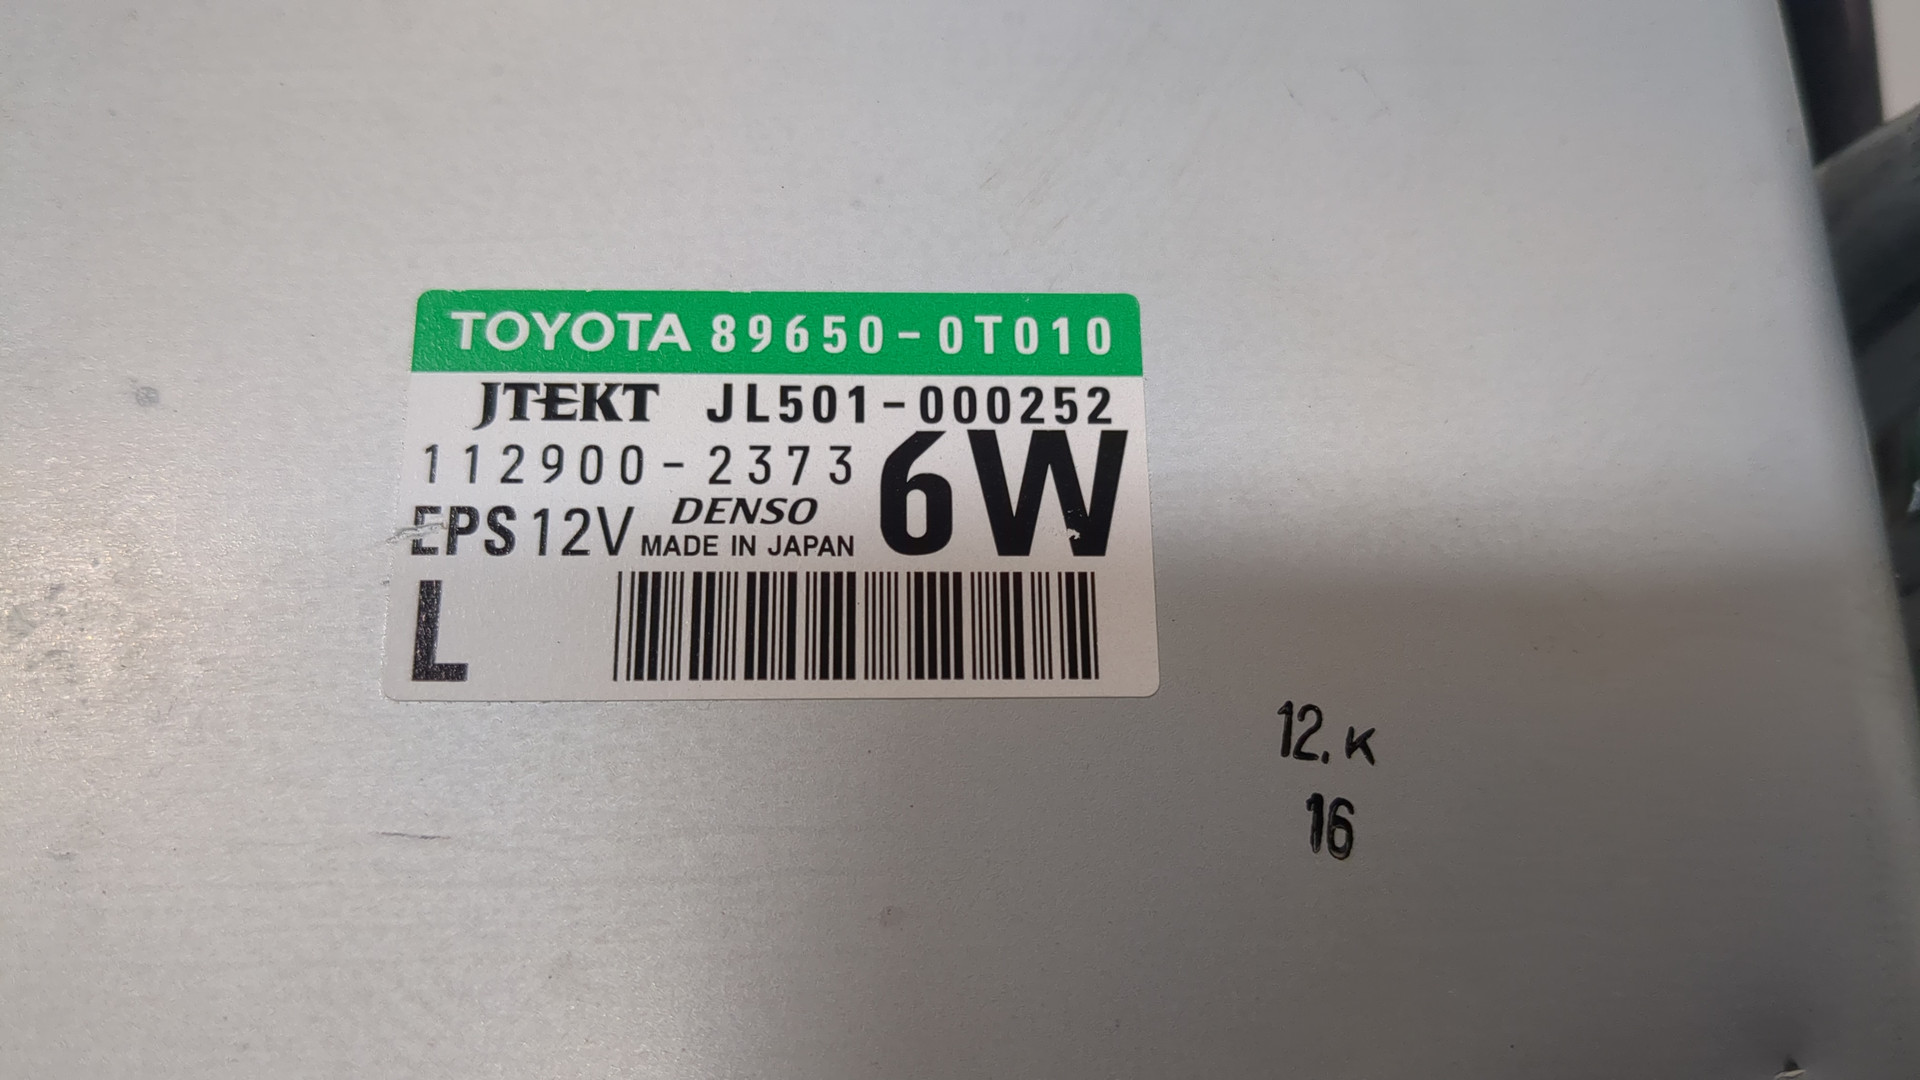 TOYOTA 89650-0T010
JTEKT JL501-000252
112900-2373 6W
EPS 12V DENSO
MADE IN JAPAN
L
12.K
16